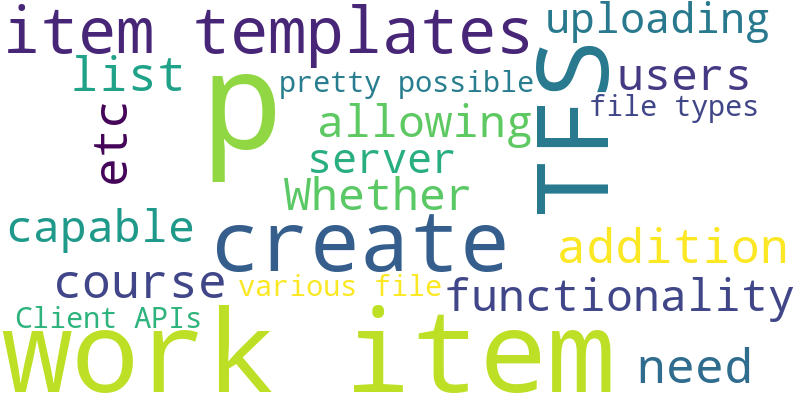 item templates
uploading
list
p
pretty possible
TFS
users
file types
etc
allowing
server
Whether
capable
create
addition
course
various file
functionality
Client APIs
work item
need